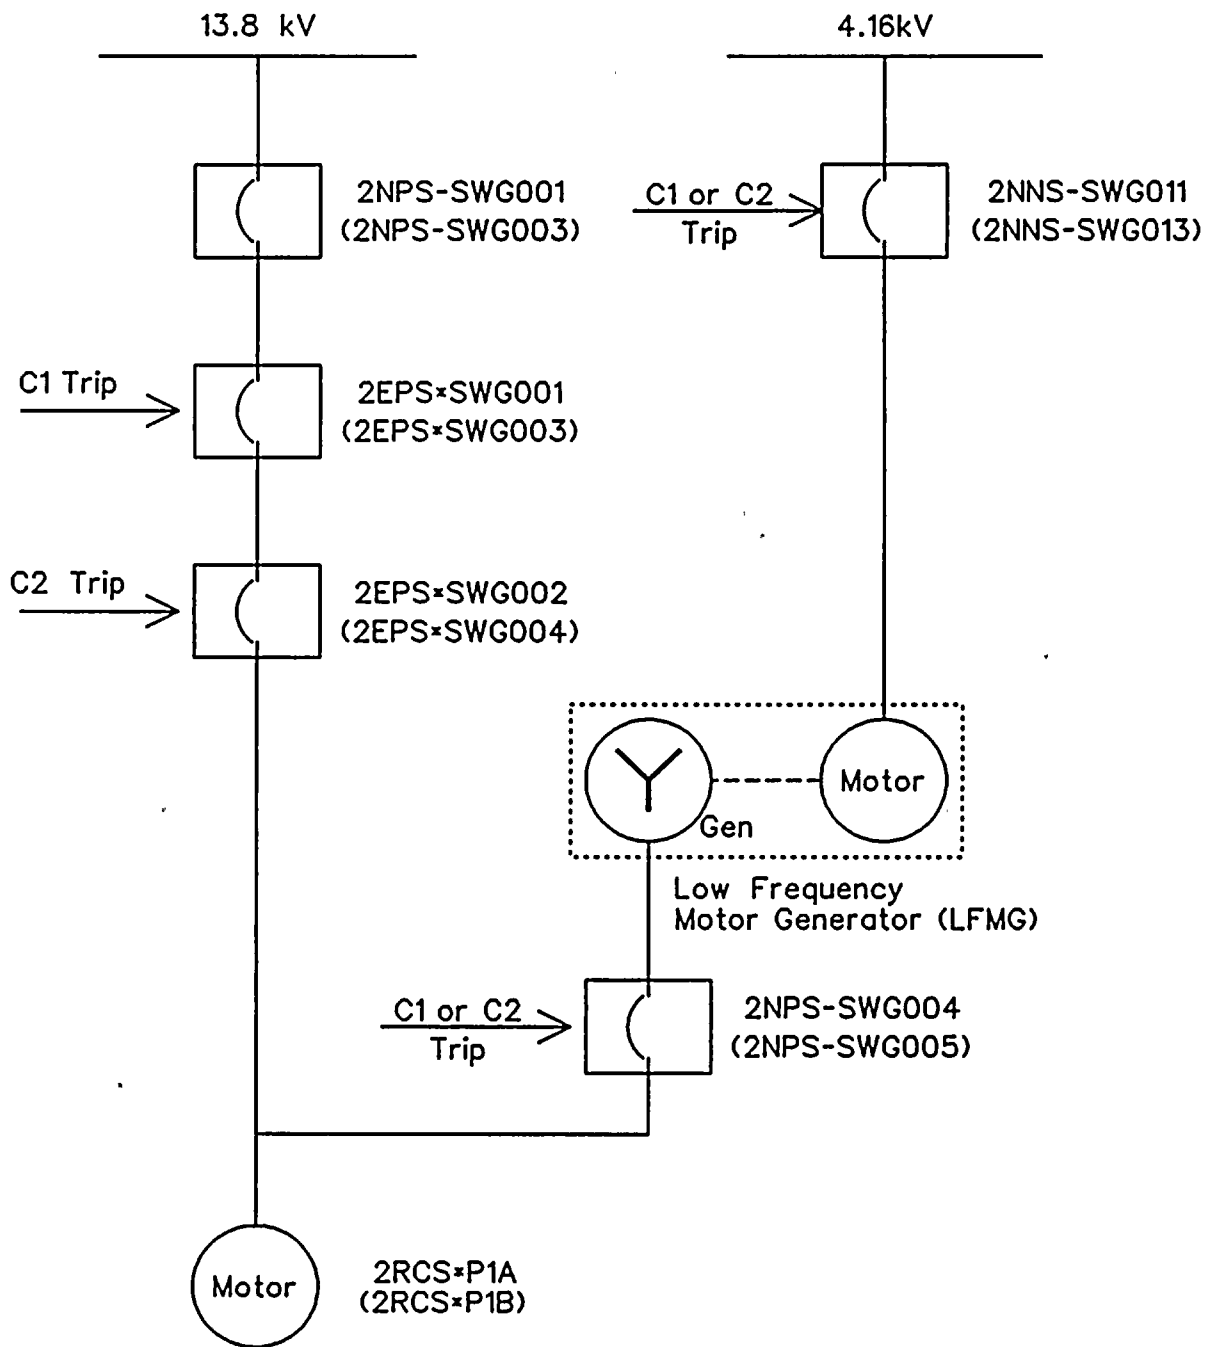 13.8 kV
4.16kV
2NPS-SWG001
(2NPS-SWG003)
C1 or C2
Trip
2NNS-SWG011
(2NNS-SWG013)
C1 Trip
2EPS*SWG001
(2EPS*SWG003)
C2 Trip
2EPS*SWG002
(2EPS*SWG004)
Motor
Gen
Low Frequency
Motor Generator (LFMG)
C1 or C2
Trip
2NPS-SWG004
(2NPS-SWG005)
Motor
2RCS*P1A
(2RCS*P1B)